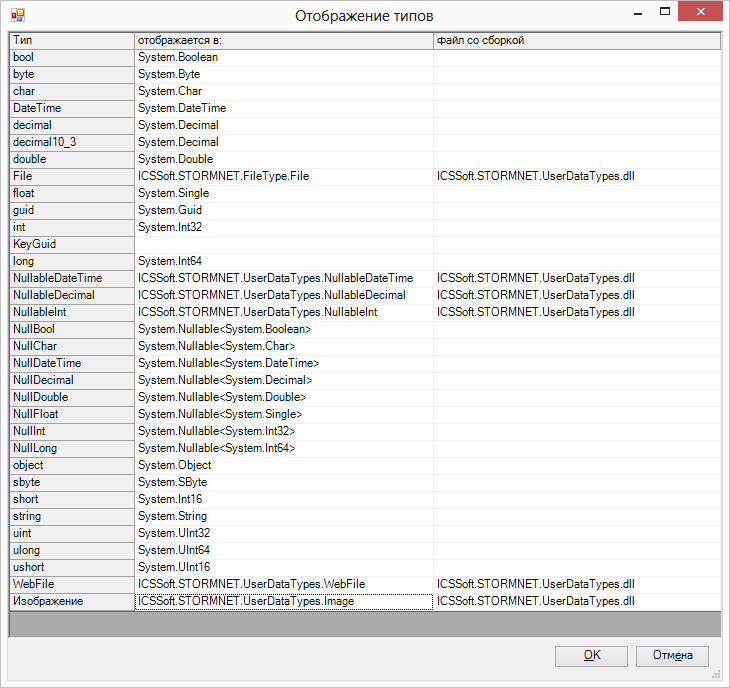 Отображение типов
Тип отображается в: Файл со сборкой
bool System.Boolean
byte System.Byte
char System.Char
DateTime System.DateTime
decimal System.Decimal
decimal10_3 System.Decimal
double System.Double
File ICSSoft.STORMNET.FileType.File ICSSoft.STORMNET.UserDataTypes.dll
float System.Single
guid System.Guid
int System.Int32
KeyGuid
long System.Int64
NullableDateTime ICSSoft.STORMNET.UserDataTypes.NullableDateTime ICSSoft.STORMNET.UserDataTypes.dll
NullableDecimal ICSSoft.STORMNET.UserDataTypes.NullableDecimal ICSSoft.STORMNET.UserDataTypes.dll
NullableInt ICSSoft.STORMNET.UserDataTypes.NullableInt ICSSoft.STORMNET.UserDataTypes.dll
NullBool System.Nullable<System.Boolean>
NullChar System.Nullable<System.Char>
NullDateTime System.Nullable<System.DateTime>
NullDecimal System.Nullable<System.Decimal>
NullDouble System.Nullable<System.Double>
NullFloat System.Nullable<System.Single>
NullInt System.Nullable<System.Int32>
NullLong System.Nullable<System.Int64>
object System.Object
sbyte System.SByte
short System.Int16
string System.String
uint System.UInt32
ulong System.UInt64
ushort System.UInt16
WebFile ICSSoft.STORMNET.UserDataTypes.WebFile ICSSoft.STORMNET.UserDataTypes.dll
Изображение ICSSoft.STORMNET.UserDataTypes.Image ICSSoft.STORMNET.UserDataTypes.dll
OK Отмена